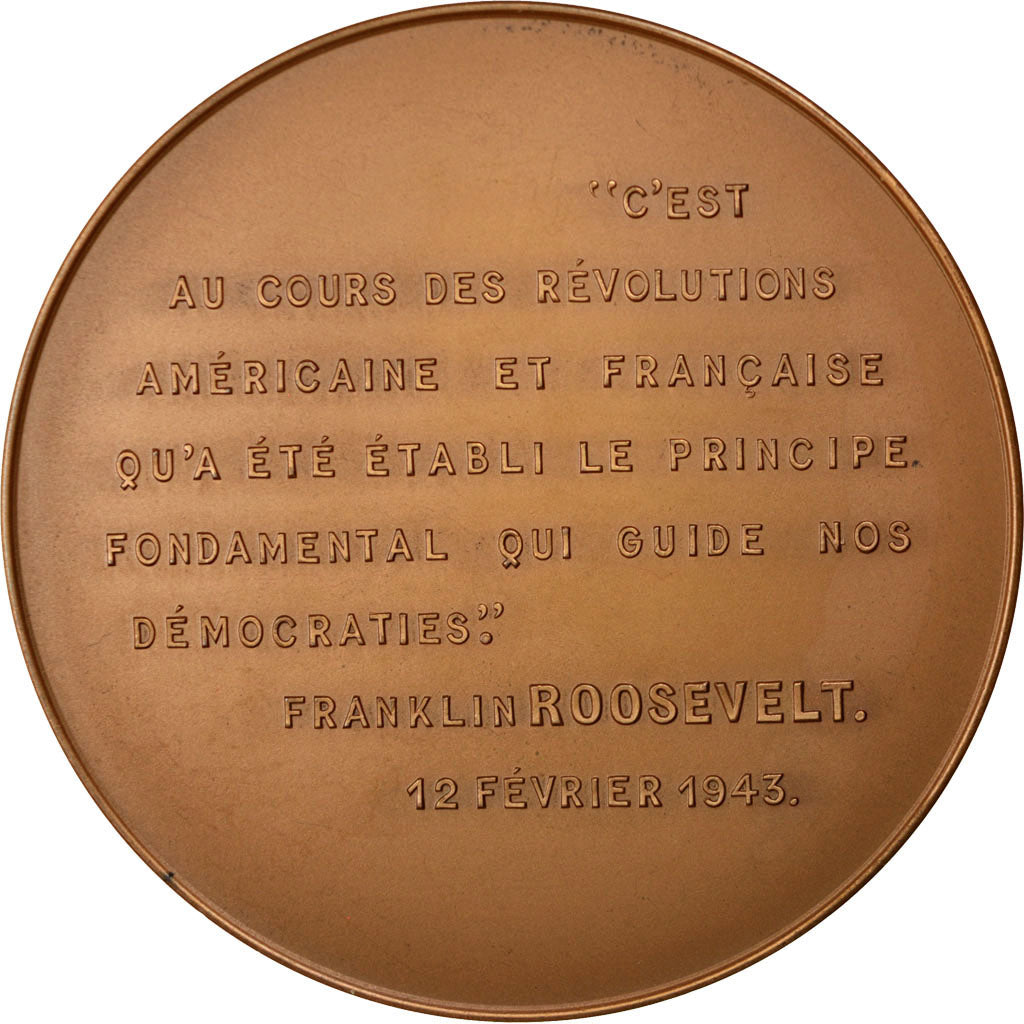 "C'EST
AU COURS DES RÉVOLUTIONS
AMÉRICAINE ET FRANÇAISE
QU'A ÉTÉ ÉTABLI LE PRINCIPE
FONDAMENTAL QUI GUIDE NOS
DÉMOCRATIES."
FRANKLIN ROOSEVELT.
12 FÉVRIER 1943.